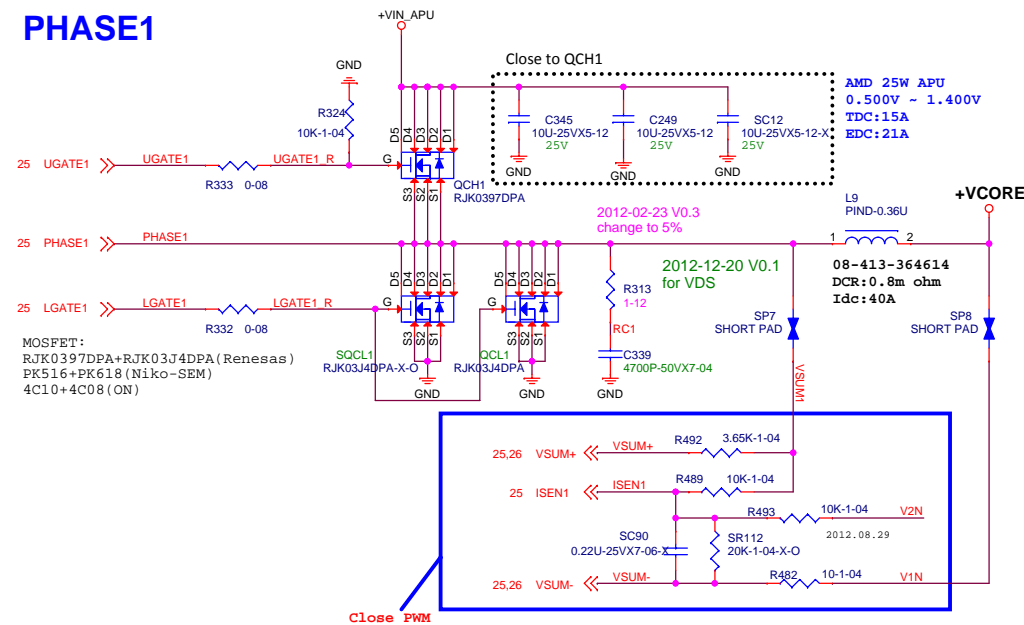 PHASE1
+VIN_APU
Close to QCH1
GND
R324
10K-1-04
C345
10U-25VX5-12
25V
C249
10U-25VX5-12
25V
SC12
10U-25VX5-12-X
25V
GND
GND
GND
AMD 25W APU
0.500V ~ 1.400V
TDC:15A
EDC:21A
D5
D4
D3
D2
D1
25 UGATE1
UGATE1
UGATE1_R
G
R333 0-08
S3
S2
S1
QCH1
RJK0397DPA
2012-02-23 V0.3
change to 5%
L9
PIND-0.36U
+VCORE
25 PHASE1
PHASE1
1
2
08-413-364614
DCR:0.8m ohm
Idc:40A
2012-12-20 V0.1
for VDS
D5
D4
D3
D2
D1
D5
D4
D3
D2
D1
R313
1-12
25 LGATE1
LGATE1
LGATE1_R
G
G
R332 0-08
S3
S2
S1
S3
S2
S1
SP7
SHORT PAD
SP8
SHORT PAD
RC1
MOSFET:
RJK0397DPA+RJK03J4DPA(Renesas)
PK516+PK618(Niko-SEM)
4C10+4C08(ON)
SQCL1
RJK03J4DPA-X-O
QCL1
RJK03J4DPA
C339
4700P-50VX7-04
GND
GND
GND
VSUM1
25,26 VSUM+
VSUM+
R492
3.65K-1-04
25 ISEN1
ISEN1
R489
10K-1-04
R493
10K-1-04
V2N
2012.08.29
SC90
0.22U-25VX7-06-X
SR112
20K-1-04-X-O
25,26 VSUM-
VSUM-
R482
10-1-04
V1N
Close PWM